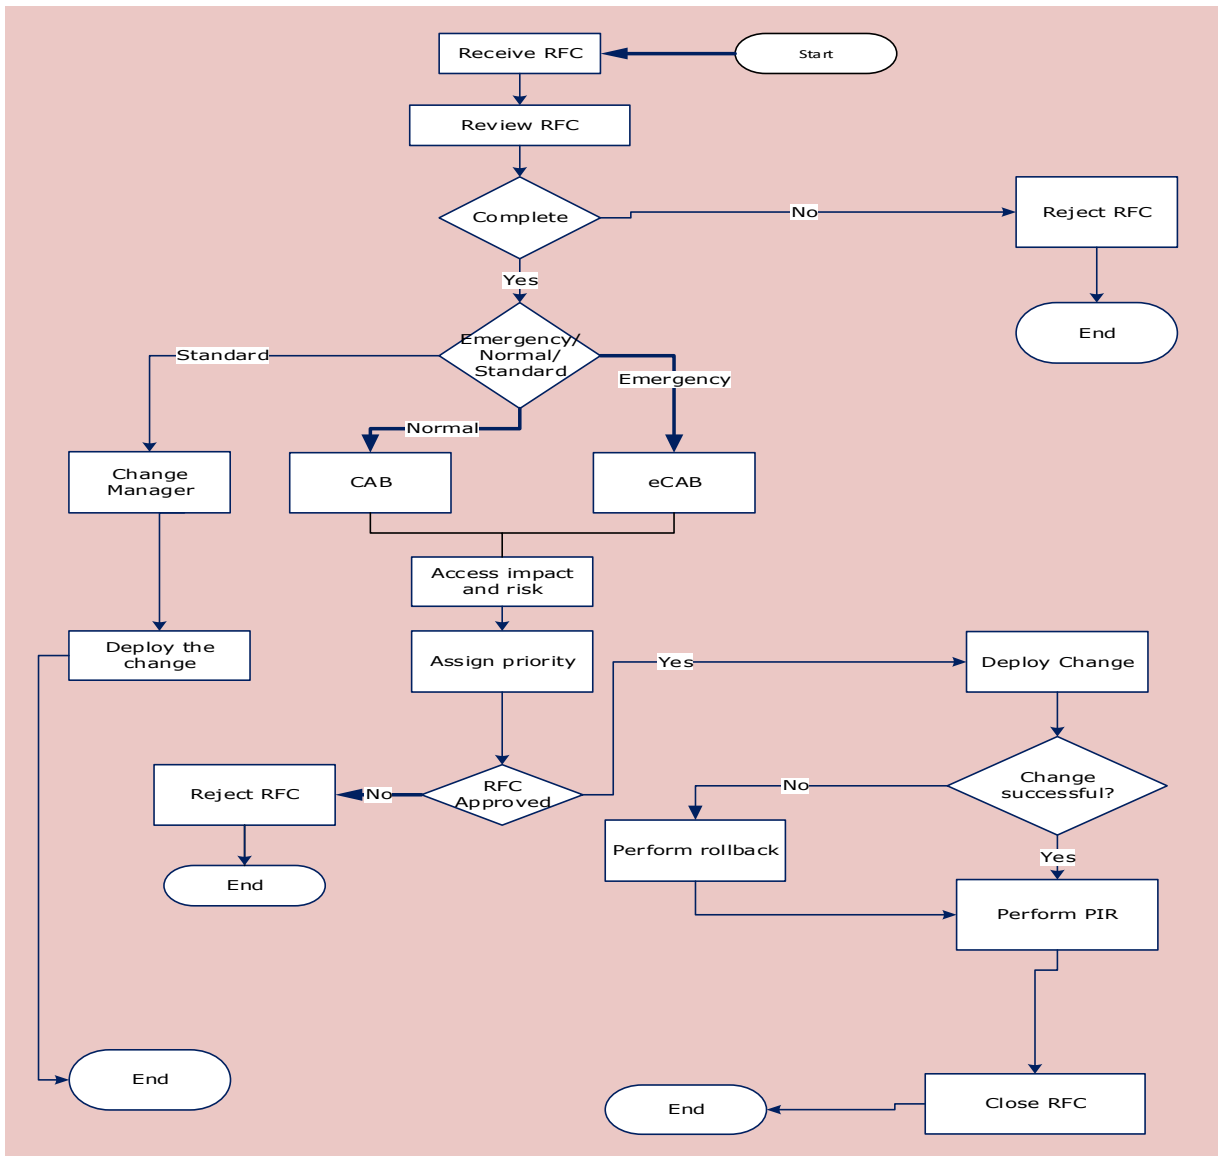 Start
Receive RFC
Review RFC
Complete
No
Reject RFC
End
Yes
Emergency/
Normal/
Standard
Standard
Emergency
Normal
Change
Manager
CAB
eCAB
Access impact
and risk
Deploy the
change
Assign priority
Yes
Deploy Change
RFC
Approved
No
Reject RFC
End
Change
successful?
No
Perform rollback
Yes
Perform PIR
End
Close RFC
End